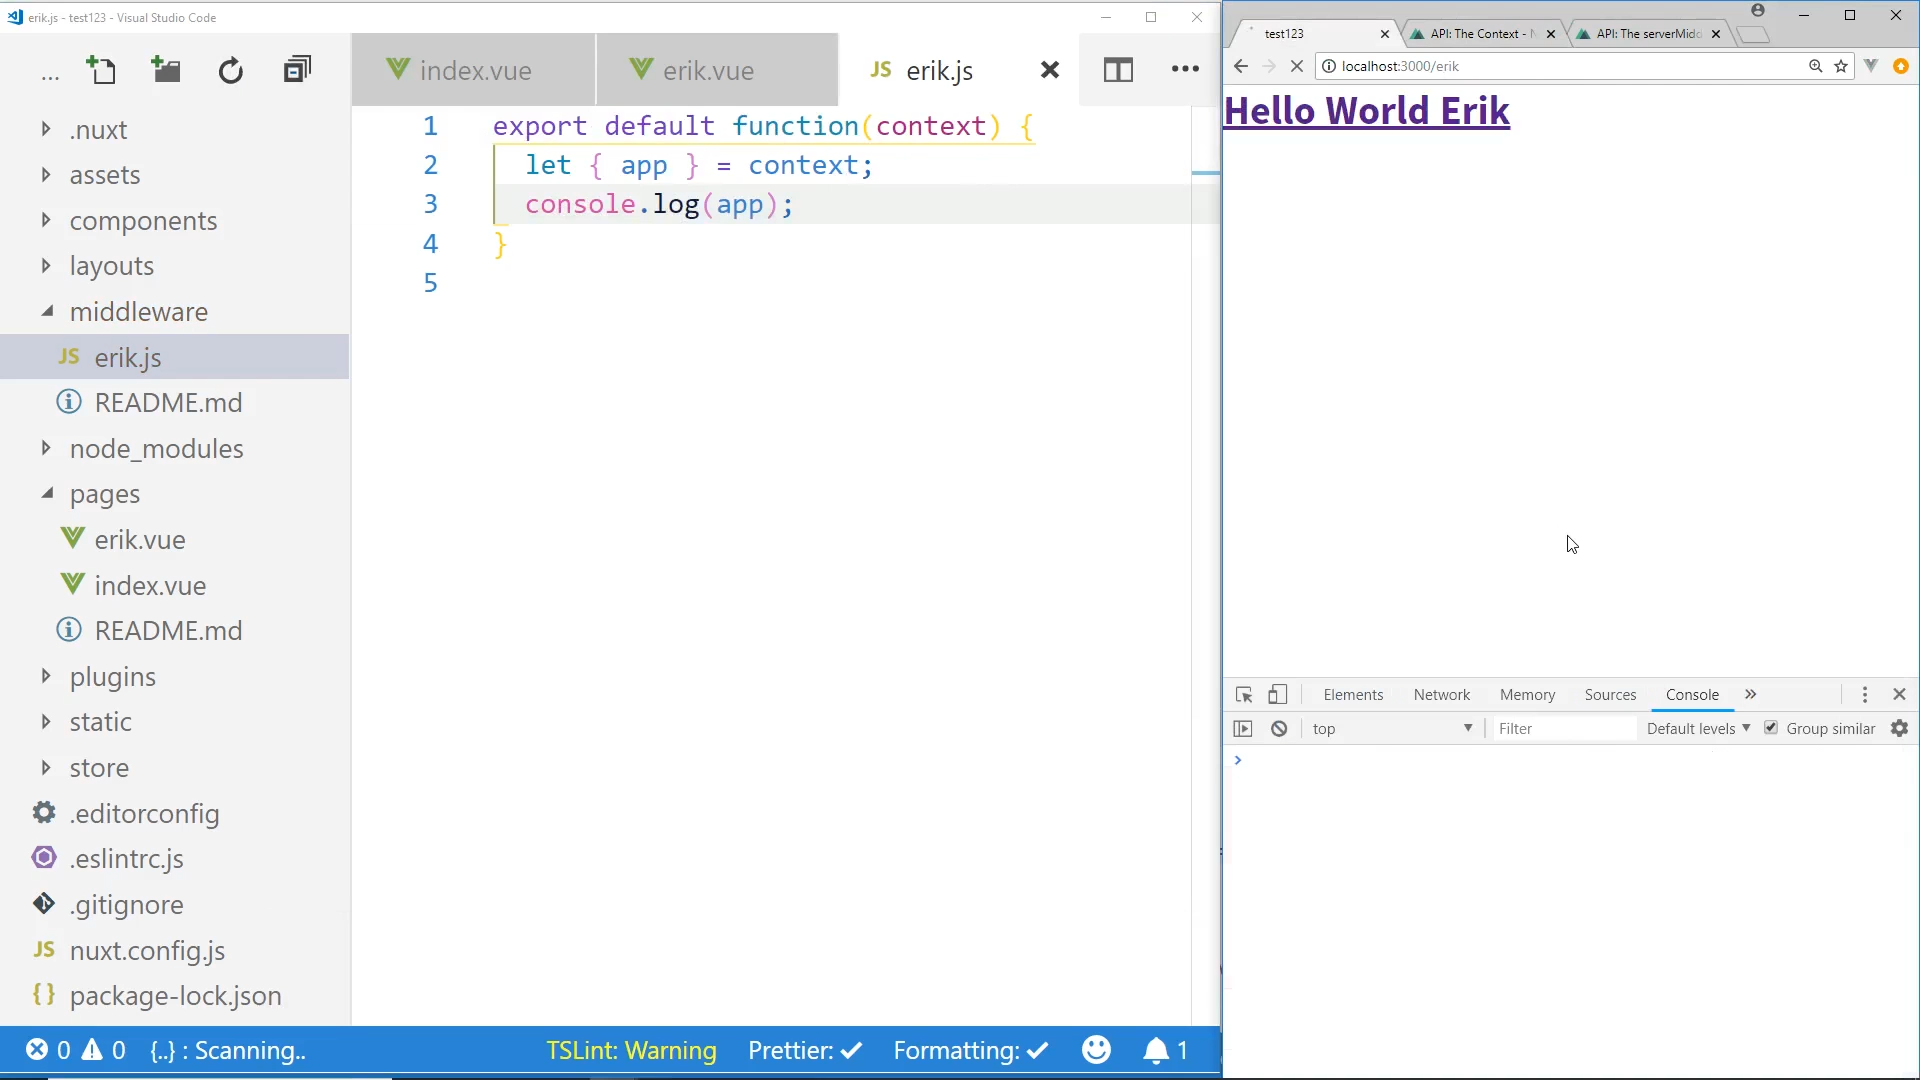 erik.js - test123 - Visual Studio Code
...
.nuxt
assets
components
layouts
middleware
JS erik.js
README.md
node_modules
pages
erik.vue
index.vue
README.md
plugins
static
store
.editorconfig
.eslintrc.js
.gitignore
JS nuxt.config.js
{ } package-lock.json
index.vue
erik.vue
JS erik.js
1 export default function(context) {
2 let { app } = context;
3 console.log(app);
4 }
5
0 0 {..} : Scanning..
TSLint: Warning
Prettier: ✓
Formatting: ✓
1
test123
API: The Context - N
API: The serverMidd
localhost:3000/erik
Hello World Erik
Elements Network Memory Sources Console »
top Filter Default levels Group similar